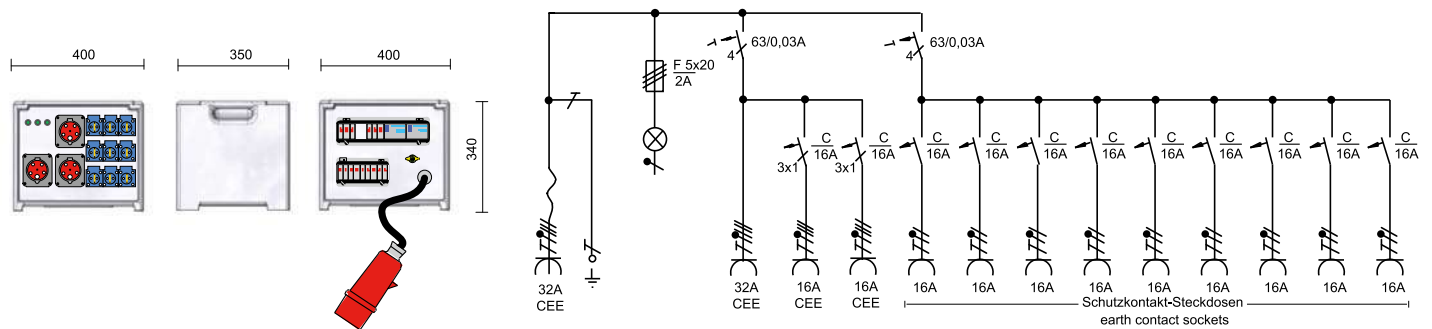 400
350
400
340
63/0,03A
4
63/0,03A
4
F 5x20
2A
C
16A
3x1
C
16A
3x1
C
16A
C
16A
C
16A
C
16A
C
16A
C
16A
C
16A
C
16A
C
16A
32A
CEE
32A
CEE
16A
CEE
16A
CEE
16A
16A
16A
16A
16A
16A
16A
16A
16A
Schutzkontakt-Steckdosen
earth contact sockets